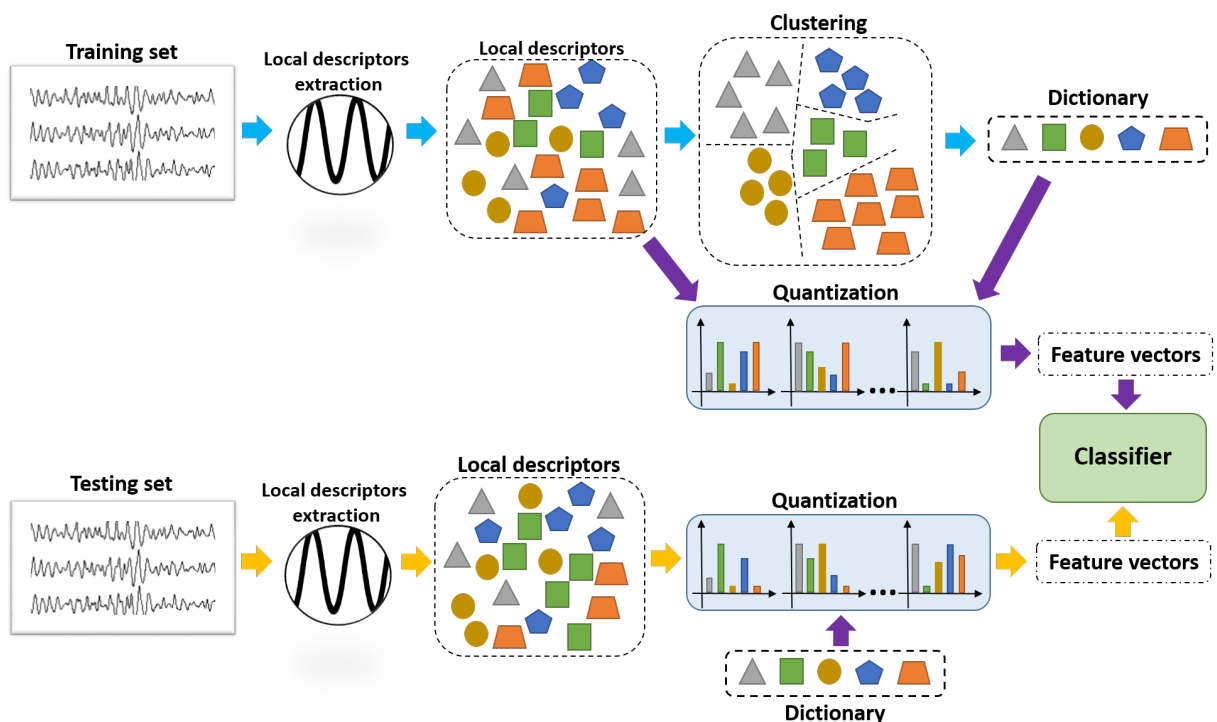 Training set
Local descriptors
extraction
Local descriptors
Clustering
Dictionary
Quantization
Feature vectors
Classifier
Testing set
Local descriptors
extraction
Local descriptors
Quantization
Feature vectors
Dictionary